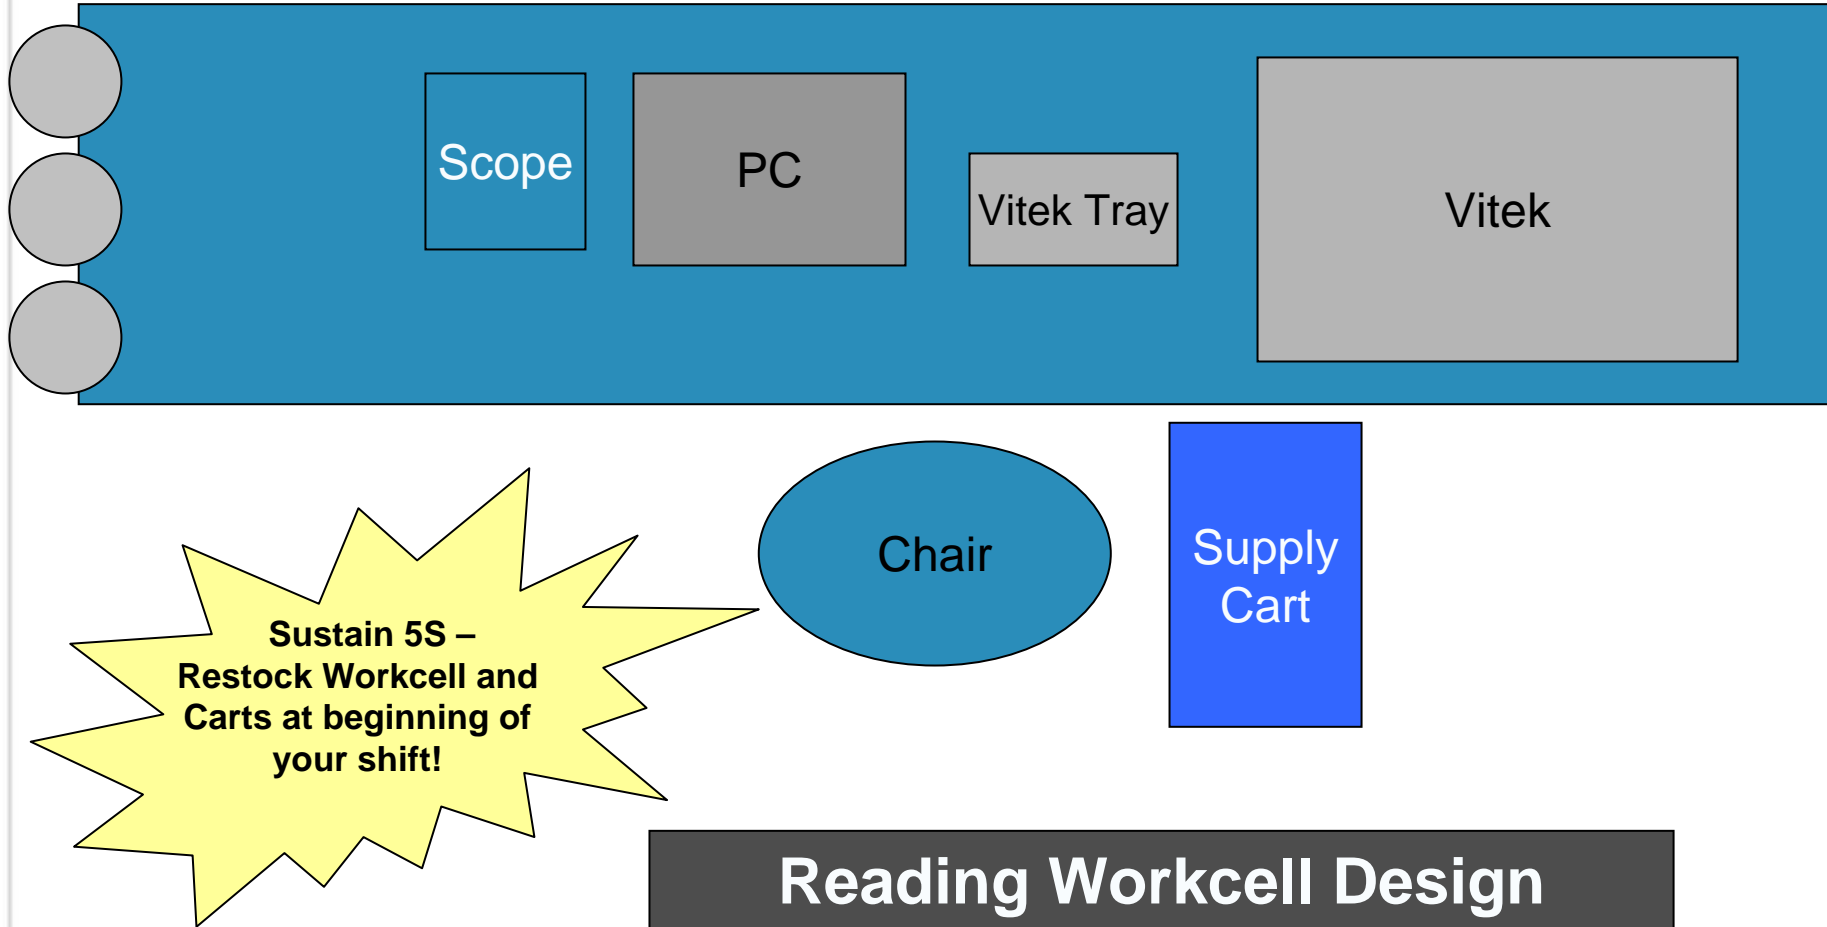 Scope
PC
Vitek Tray
Vitek
Chair
Supply
Cart
Sustain 5S –
Restock Workcell and
Carts at beginning of
your shift!
Reading Workcell Design